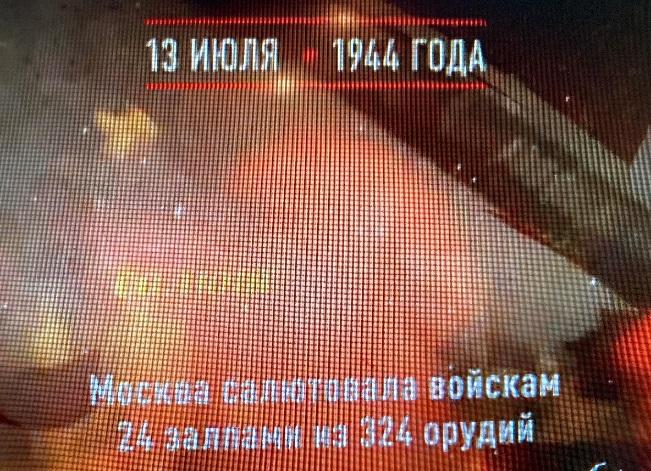 13 ИЮЛЯ • 1944 ГОДА
Москва салютовала войскам
24 залпами из 324 орудий